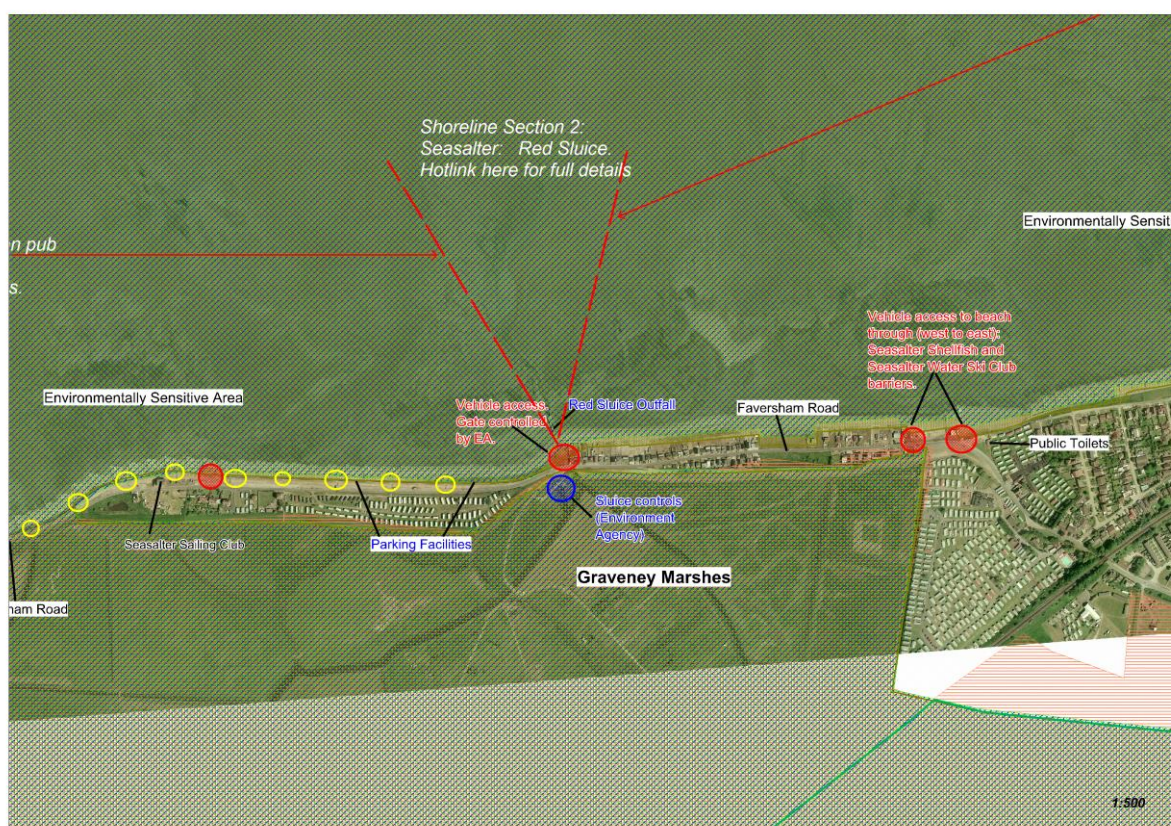 Shoreline Section 2:
Seasalter: Red Sluice.
Hotlink here for full details
n pub
s.
Environmentally Sensit
Vehicle access to beach
through (west to east):
Seasalter Shellfish and
Seasalter Water Ski Club
barriers.
Environmentally Sensitive Area
Vehicle access.
Gate controlled
by EA.
Red Sluice Outfall
Faversham Road
Public Toilets
Sluice controls
(Environment
Agency)
Seasalter Sailing Club
Parking Facilities
Graveney Marshes
ham Road
1:500